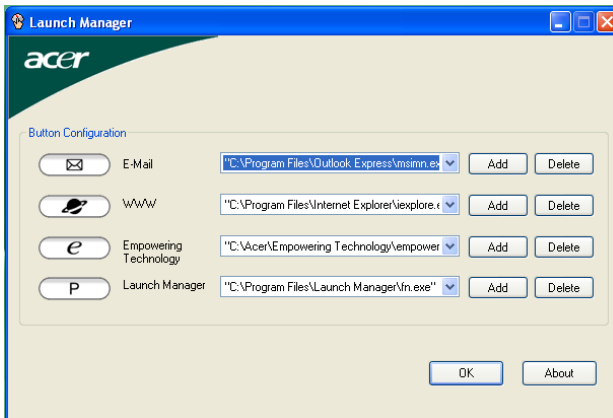 Launch Manager
acer
Button Configuration
E-Mail "C:\Program Files\Outlook Express\msimn.ex Add Delete
WWW "C:\Program Files\Internet Explorer\iexplore.e Add Delete
e Empowering Technology "C:\Acer\Empowering Technology\empower Add Delete
P Launch Manager "C:\Program Files\Launch Manager\fn.exe" Add Delete
OK About